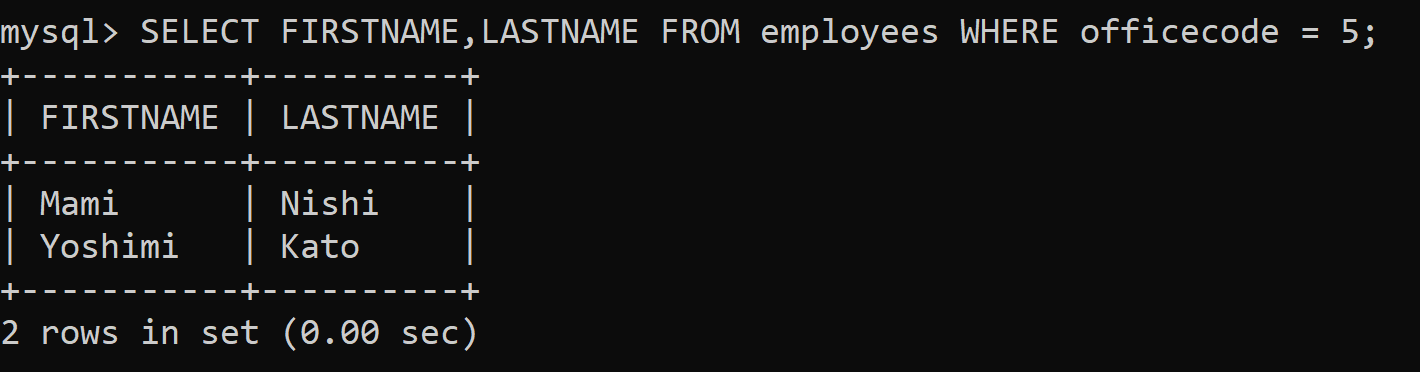 mysql> SELECT FIRSTNAME,LASTNAME FROM employees WHERE officecode = 5;
+-----------+----------+
| FIRSTNAME | LASTNAME |
+-----------+----------+
| Mami      | Nishi    |
| Yoshimi   | Kato     |
+-----------+----------+
2 rows in set (0.00 sec)